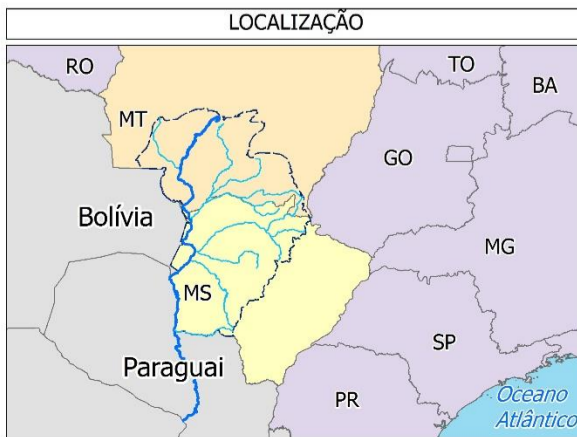 LOCALIZAÇÃO
RO
TO
BA
MT
GO
Bolívia
MG
MS
SP
Paraguai
PR
Oceano
Atlântico